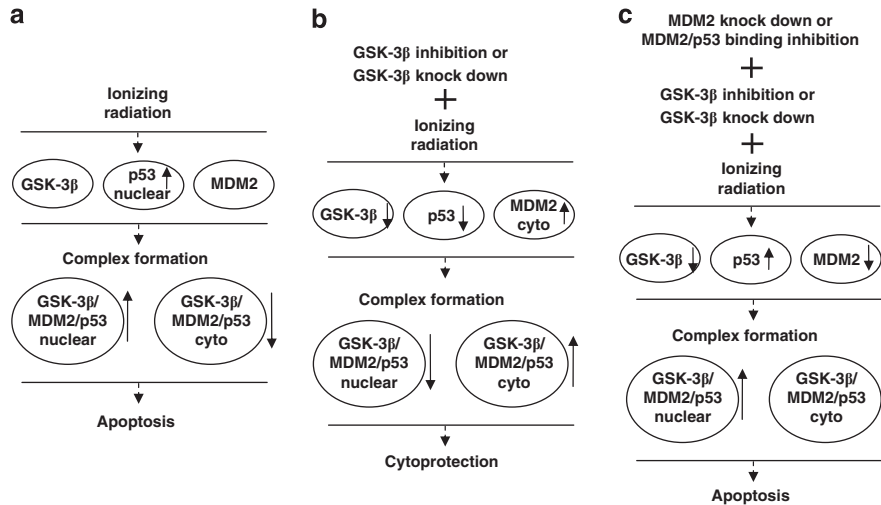 a
Ionizing
radiation
GSK-3β
p53
nuclear
MDM2
Complex formation
GSK-3β/
MDM2/p53
nuclear
GSK-3β/
MDM2/p53
cyto
Apoptosis
b
GSK-3β inhibition or
GSK-3β knock down
+
Ionizing
radiation
GSK-3β
p53
MDM2
cyto
Complex formation
GSK-3β/
MDM2/p53
nuclear
GSK-3β/
MDM2/p53
cyto
Cytoprotection
c
MDM2 knock down or
MDM2/p53 binding inhibition
+
GSK-3β inhibition or
GSK-3β knock down
+
Ionizing
radiation
GSK-3β
p53
MDM2
Complex formation
GSK-3β/
MDM2/p53
nuclear
GSK-3β/
MDM2/p53
cyto
Apoptosis